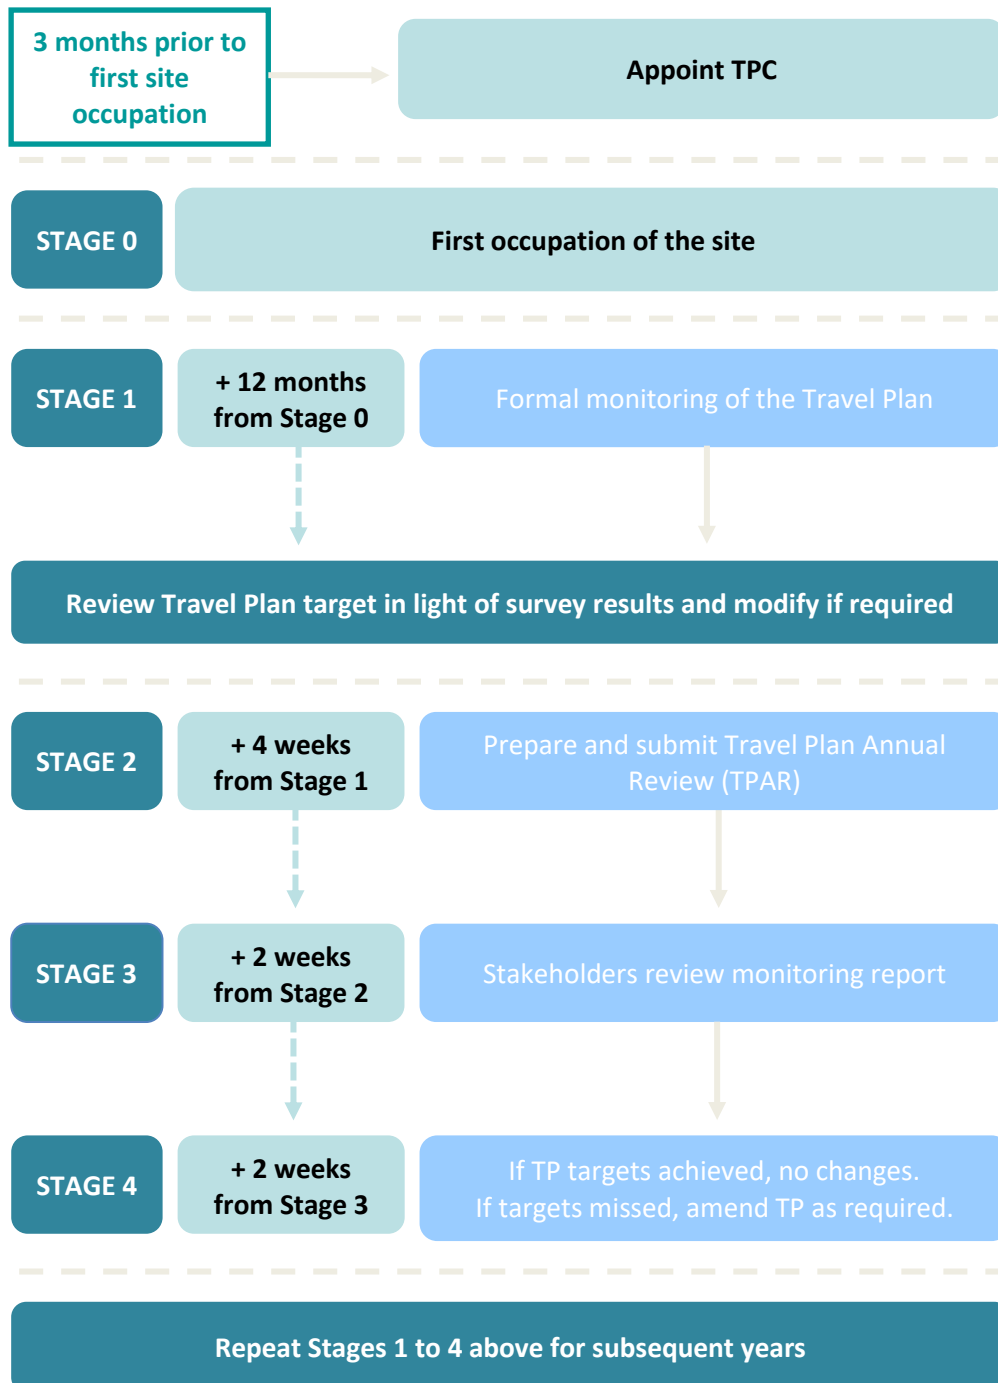 3 months prior to
first site
occupation
Appoint TPC
STAGE 0
First occupation of the site
STAGE 1
+ 12 months
from Stage 0
Formal monitoring of the Travel Plan
Review Travel Plan target in light of survey results and modify if required
STAGE 2
+ 4 weeks
from Stage 1
Prepare and submit Travel Plan Annual
Review (TPAR)
STAGE 3
+ 2 weeks
from Stage 2
Stakeholders review monitoring report
STAGE 4
+ 2 weeks
from Stage 3
If TP targets achieved, no changes.
If targets missed, amend TP as required.
Repeat Stages 1 to 4 above for subsequent years